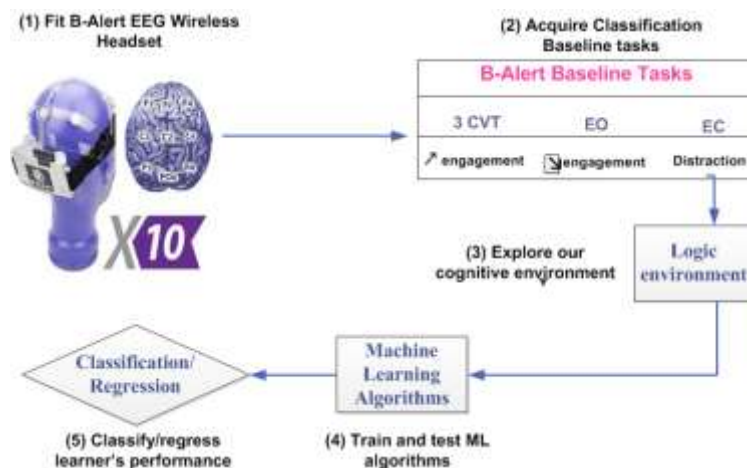 (1) Fit B-Alert EEG Wireless
Headset
(2) Acquire Classification
Baseline tasks
B-Alert Baseline Tasks
3 CVT EO EC
↗ engagement ↘ engagement Distraction
X10
(3) Explore our
cognitive environment
Logic
environment
Classification/
Regression
Machine
Learning
Algorithms
(5) Classify/regress
learner's performance
(4) Train and test ML
algorithms